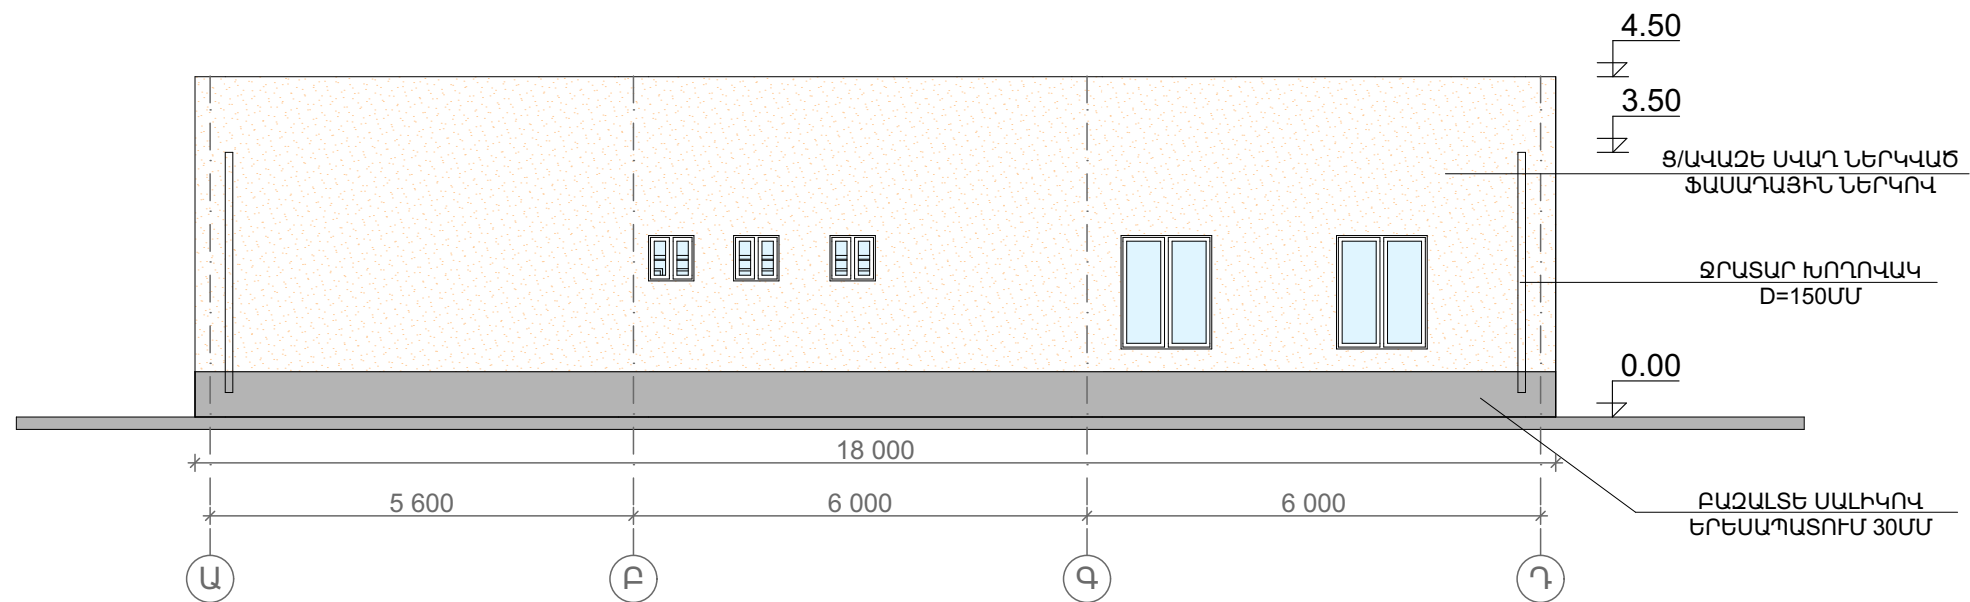 4.50
3.50
Ց/ԱՎԱԶԵ ՍՎԱՂ ՆԵՐԿՎԱԾ
ՖԱՍԱԴԱՅԻՆ ՆԵՐԿՈՎ
ՋՐԱՏԱՐ ԽՈՂՈՎԱԿ
D=150ՄՄ
0.00
18 000
5 600
6 000
6 000
ԲԱԶԱԼՏԵ ՍԱԼԻԿՈՎ
ԵՐԵՍԱՊԱՏՈՒՄ 30ՄՄ
Ա
Բ
Գ
Դ